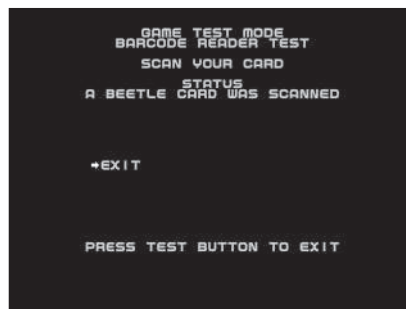 GAME TEST MODE
BARCODE READER TEST
SCAN YOUR CARD
STATUS
A BEETLE CARD WAS SCANNED
➡EXIT
PRESS TEST BUTTON TO EXIT